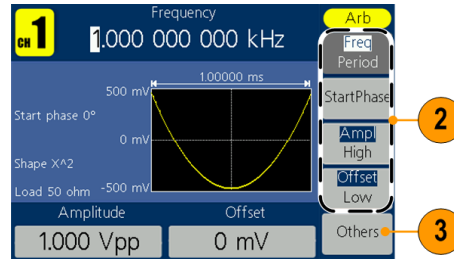 CH 1
Frequency
1.000 000 000 kHz
Arb
Freq
Period
StartPhase
Ampl
High
Offset
Low
Others
2
3
1.00000 ms
500 mV
Start phase 0°
0 mV
Shape X^2
Load 50 ohm
-500 mV
Amplitude
Offset
1.000 Vpp
0 mV